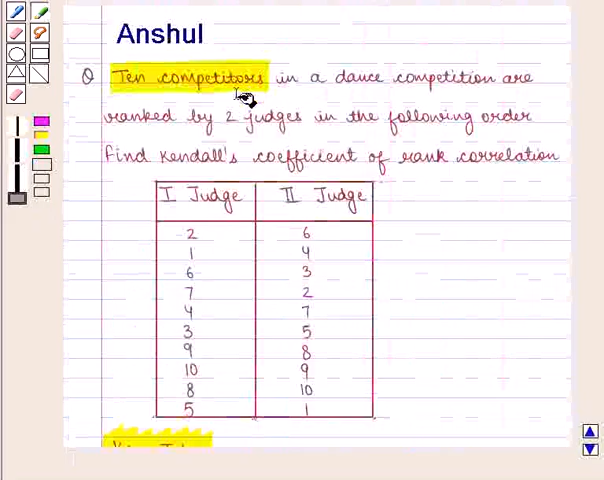 Anshul
Q Ten competitors in a dance competition are
ranked by 2 judges in the following order
find Kendall's coefficient of rank correlation
I Judge II Judge
2 6
1 4
6 3
7 2
4 7
3 5
9 8
10 9
8 10
5 1